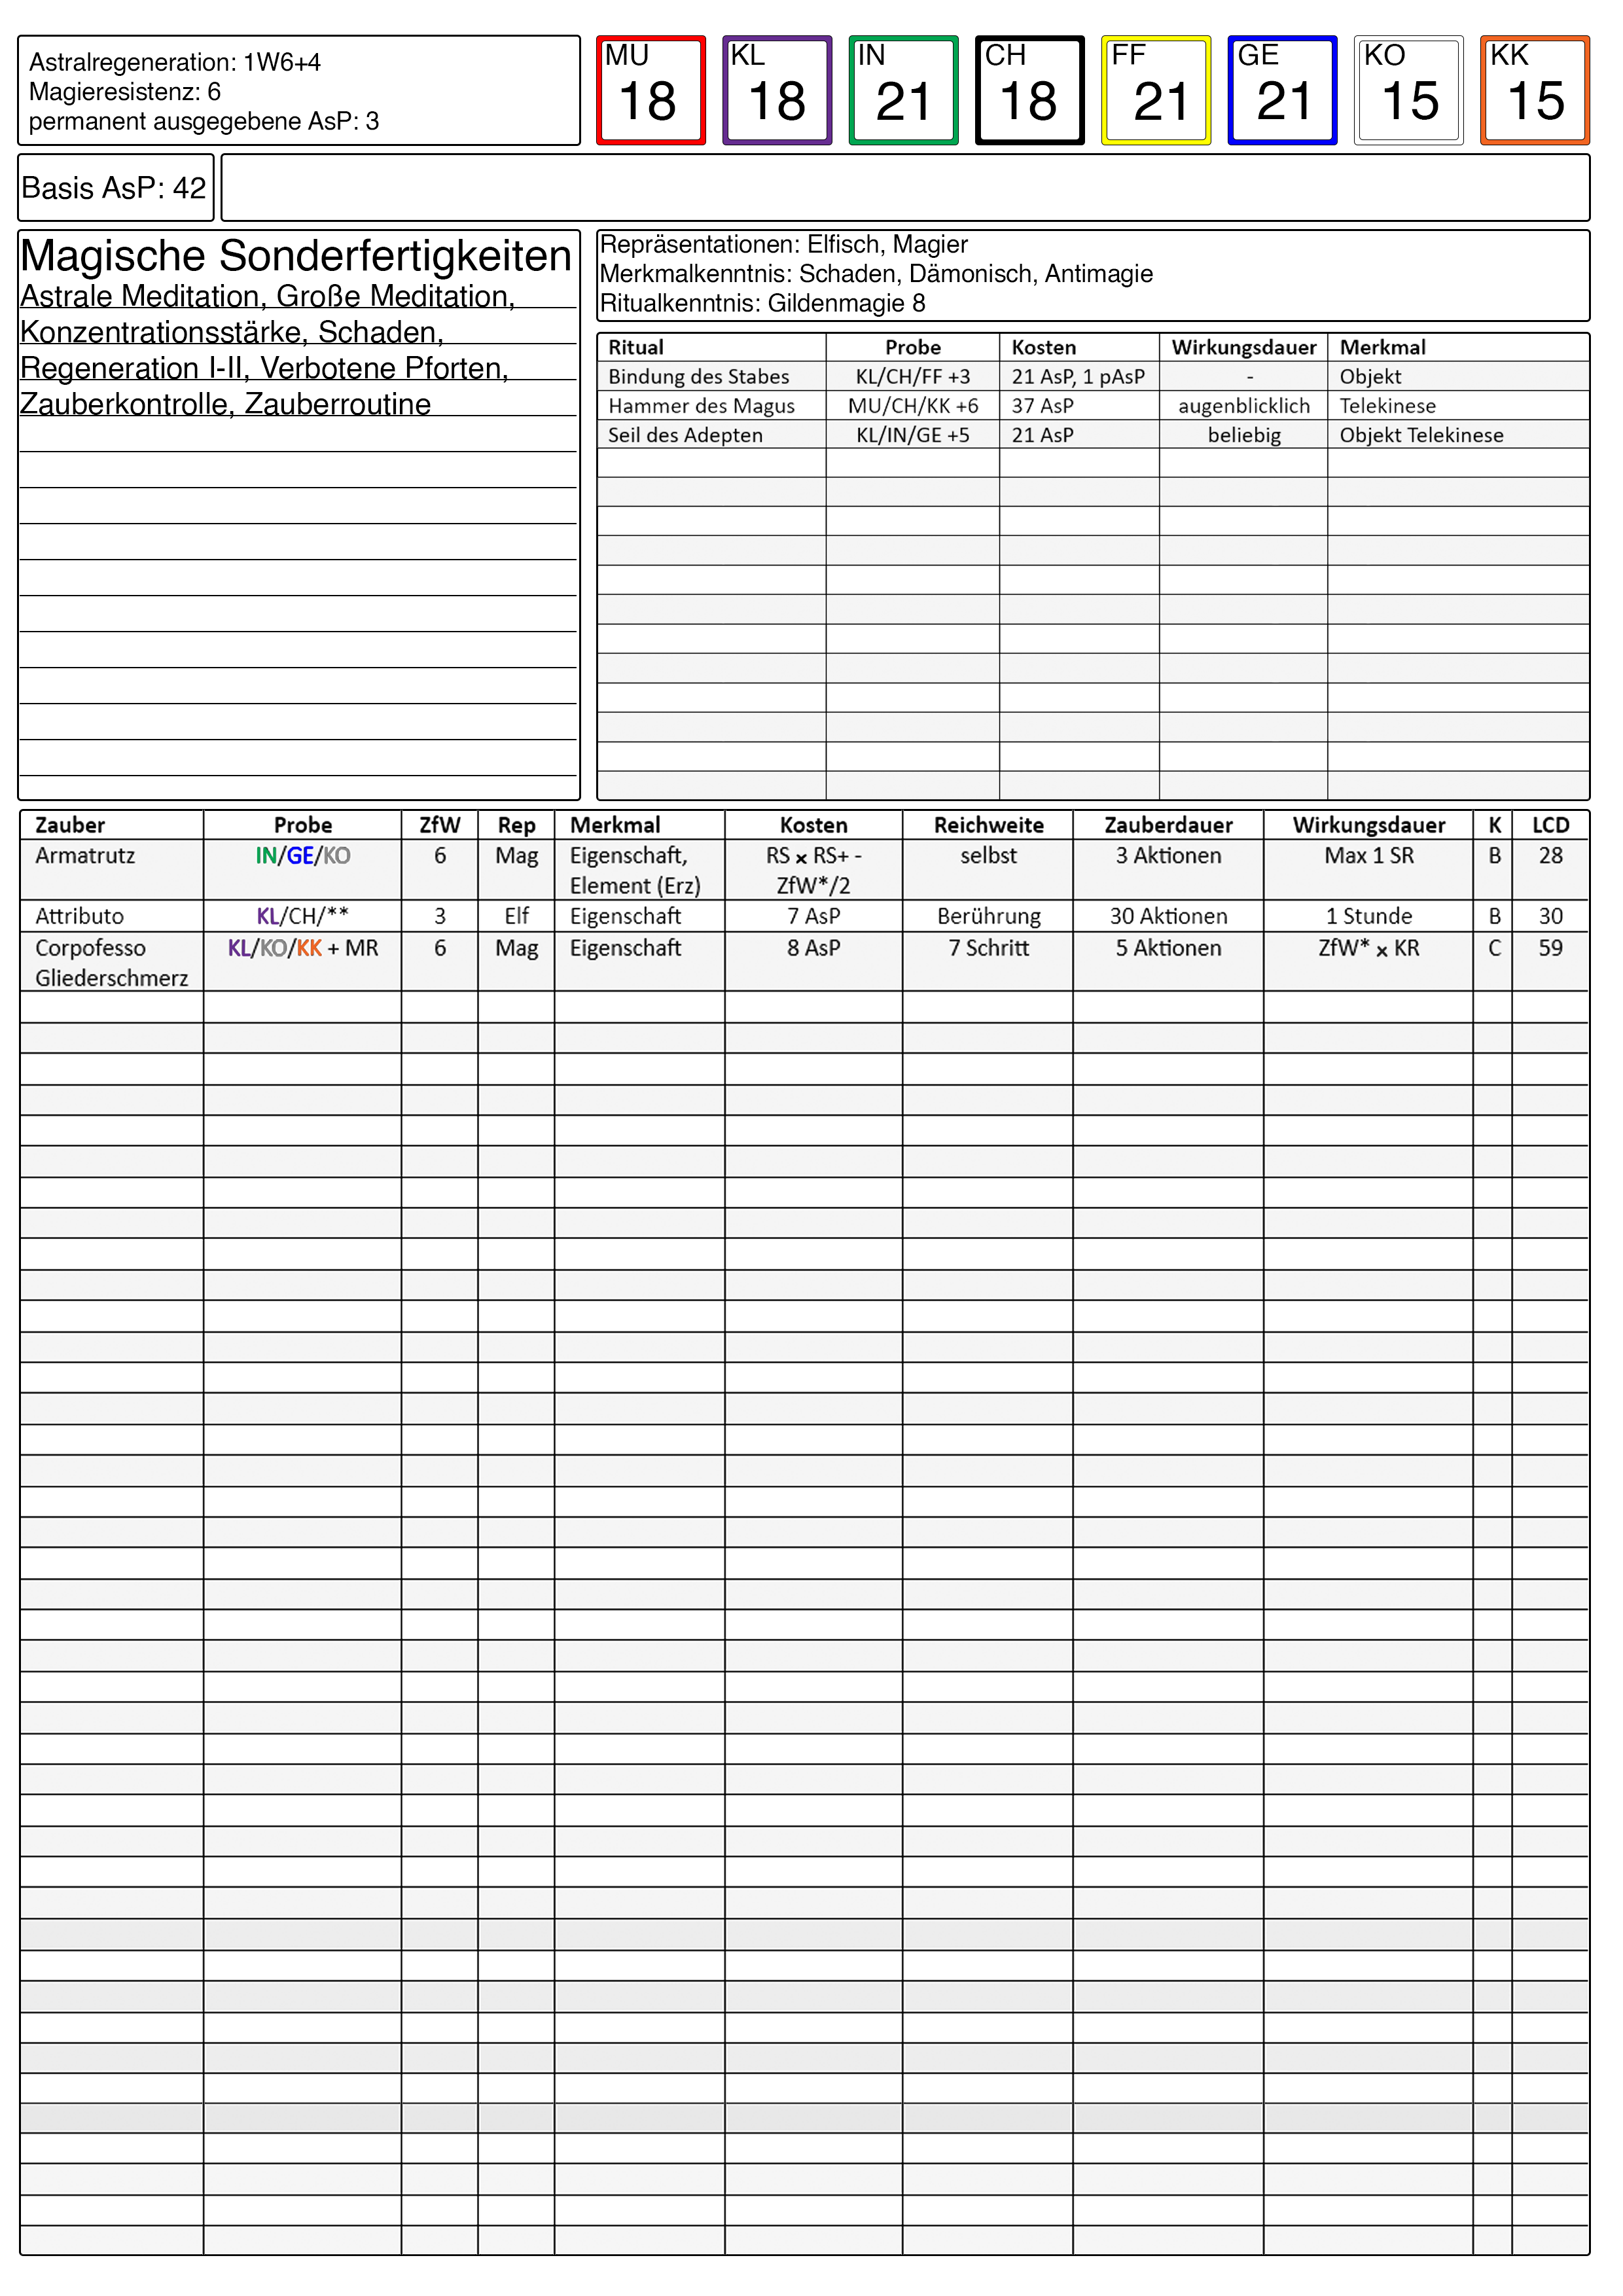 Astralregeneration: 1W6+4
Magieresistenz: 6
permanent ausgegebene AsP: 3
MU KL IN CH FF GE KO KK
18 18 21 18 21 21 15 15
Basis AsP: 42
Magische Sonderfertigkeiten
Astrale Meditation, Große Meditation,
Konzentrationsstärke, Schaden,
Regeneration I-II, Verbotene Pforten,
Zauberkontrolle, Zauberroutine
Repräsentationen: Elfisch, Magier
Merkmalkenntnis: Schaden, Dämonisch, Antimagie
Ritualkenntnis: Gildenmagie 8
Ritual Probe Kosten Wirkungsdauer Merkmal
Bindung des Stabes KL/CH/FF +3 21 AsP, 1 pAsP - Objekt
Hammer des Magus MU/CH/KK +6 37 AsP augenblicklich Telekinese
Seil des Adepten KL/IN/GE +5 21 AsP beliebig Objekt Telekinese
Zauber Probe ZfW Rep Merkmal Kosten Reichweite Zauberdauer Wirkungsdauer K LCD
Armatrutz IN/GE/KO 6 Mag Eigenschaft, RS x RS+ - selbst 3 Aktionen Max 1 SR B 28
Element (Erz) ZfW*/2
Attributo KL/CH/** 3 Elf Eigenschaft 7 AsP Berührung 30 Aktionen 1 Stunde B 30
Corpofesso KL/KO/KK + MR 6 Mag Eigenschaft 8 AsP 7 Schritt 5 Aktionen ZfW* x KR C 59
Gliederschmerz